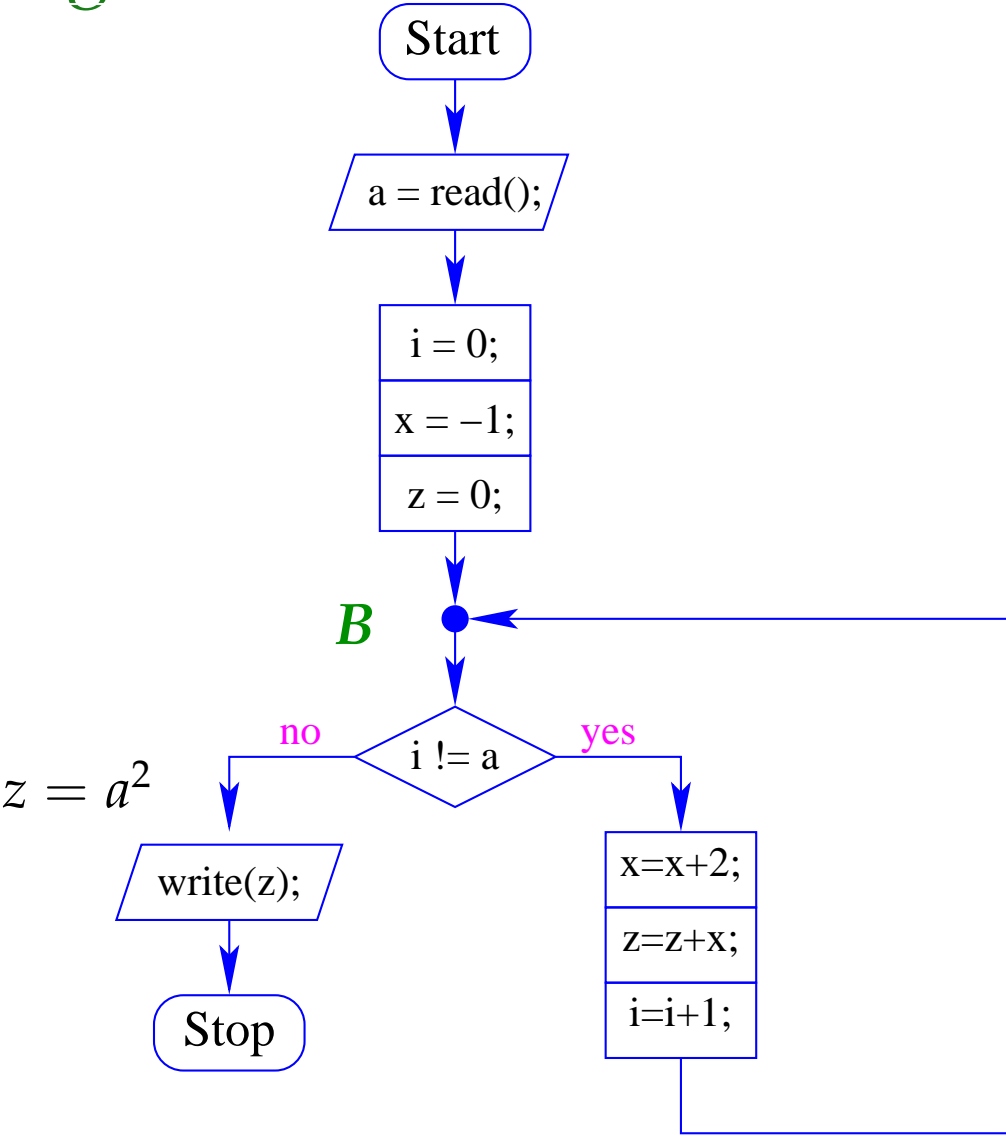 Start
a = read();
i = 0;
x = −1;
z = 0;
B
i != a
no
yes
z = a²
x=x+2;
write(z);
z=z+x;
i=i+1;
Stop